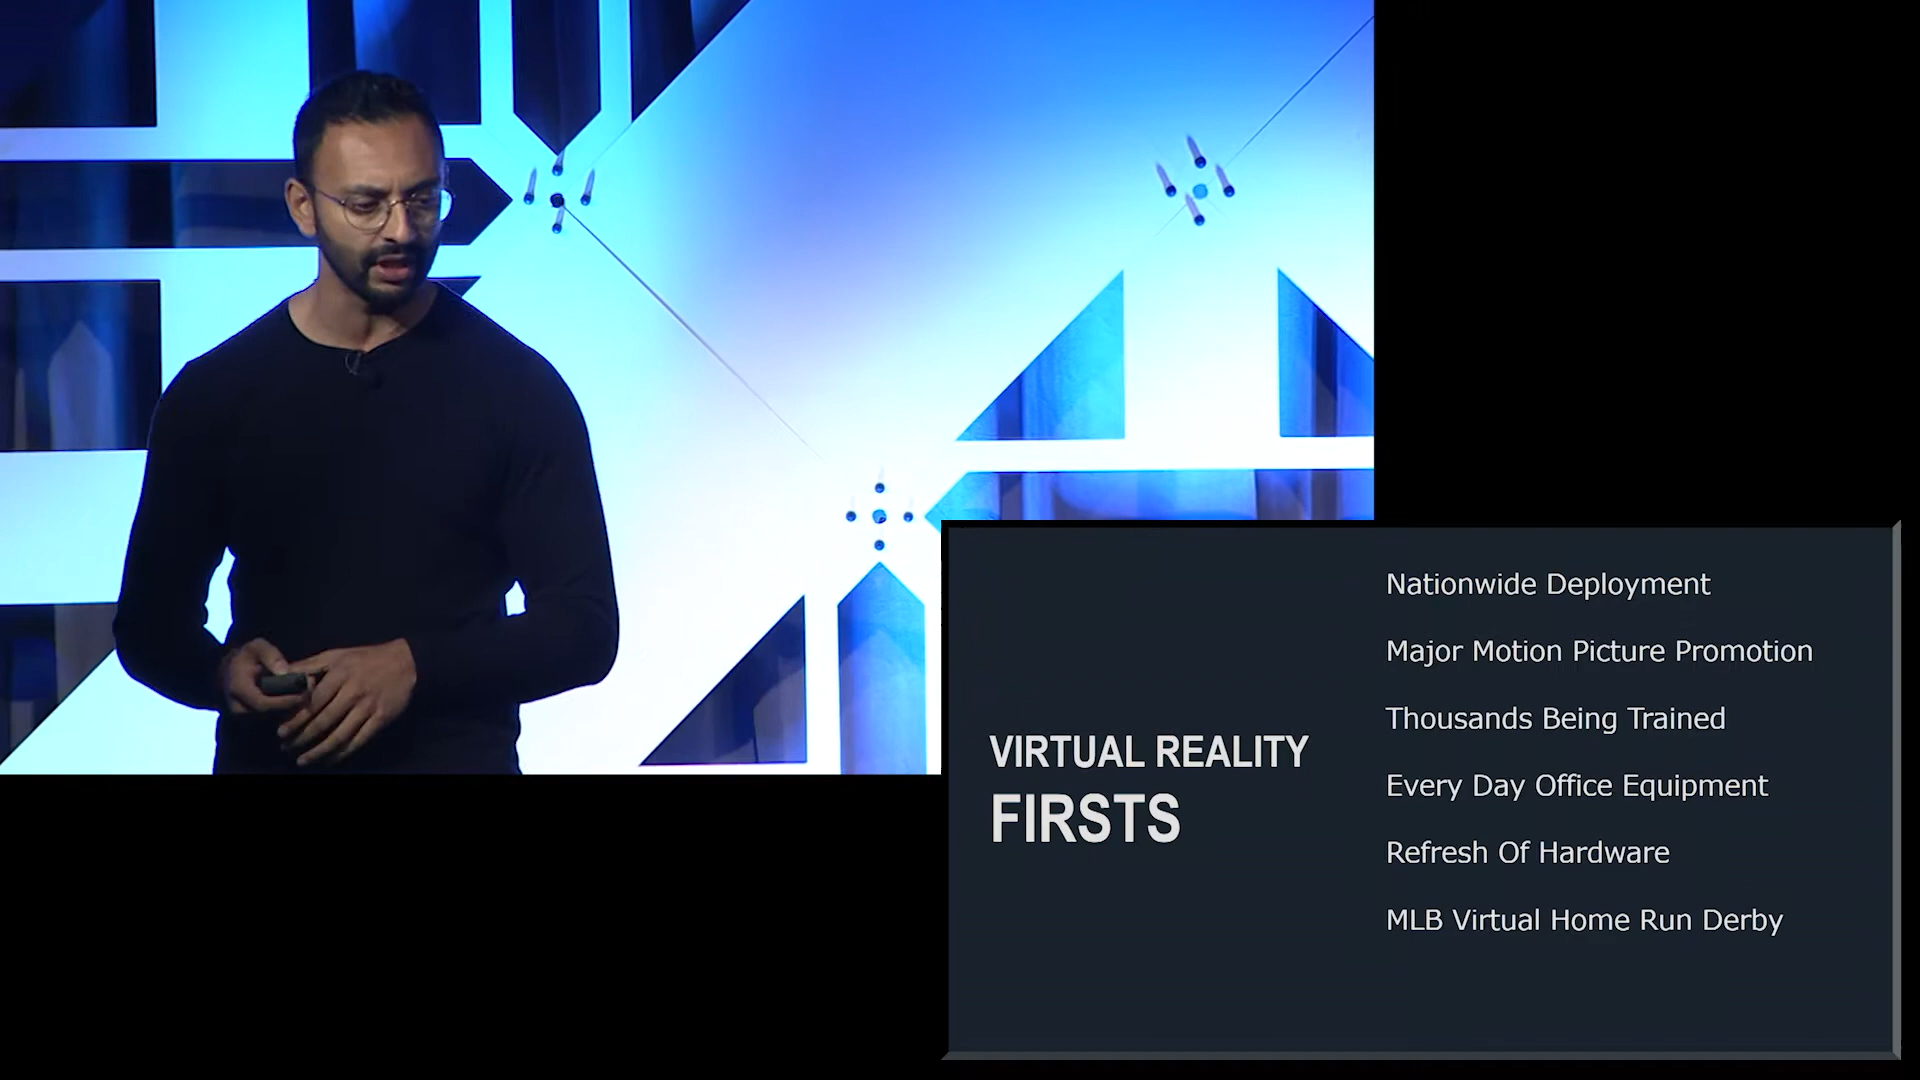 VIRTUAL REALITY
FIRSTS
Nationwide Deployment
Major Motion Picture Promotion
Thousands Being Trained
Every Day Office Equipment
Refresh Of Hardware
MLB Virtual Home Run Derby